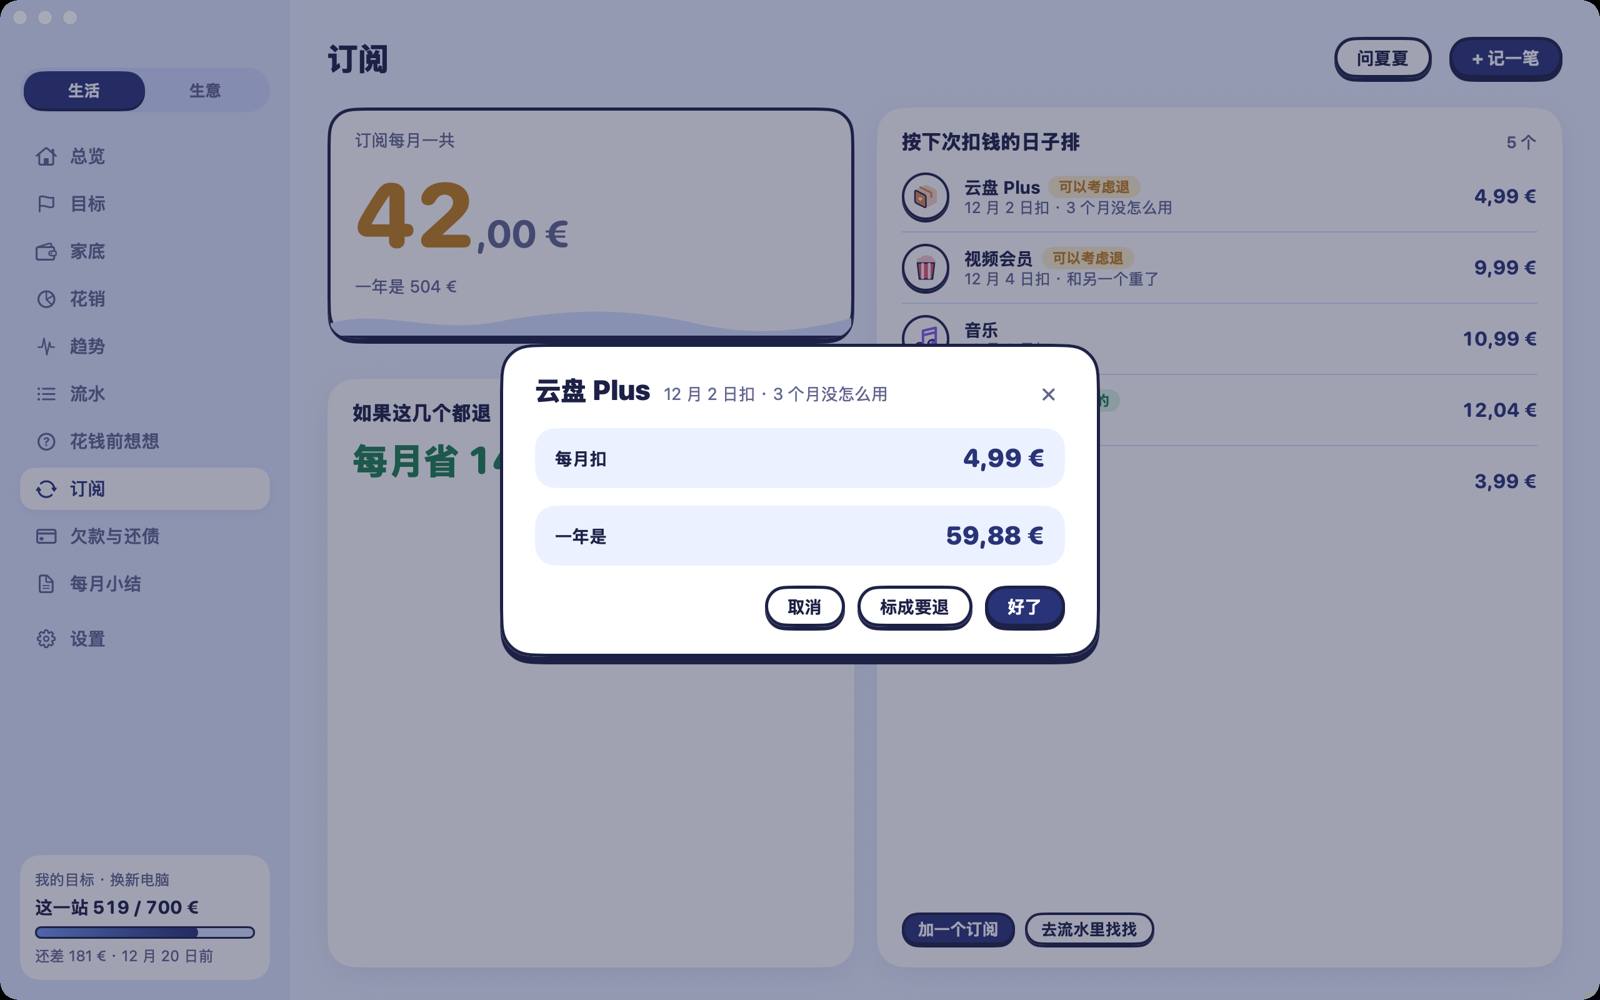 生活
生意
总览
目标
家底
花销
趋势
流水
花钱前想想
订阅
欠款与还债
每月小结
设置
我的目标 · 换新电脑
这一站 519 / 700 €
还差 181 € · 12 月 20 日前
订阅
问夏夏
+ 记一笔
订阅每月一共
42,00 €
一年是 504 €
如果这几个都退
每月省
按下次扣钱的日子排
5 个
云盘 Plus 可以考虑退
12 月 2 日扣 · 3 个月没怎么用
4,99 €
视频会员 可以考虑退
12 月 4 日扣 · 和另一个重了
9,99 €
音乐
10,99 €
12,04 €
3,99 €
加一个订阅
去流水里找找
云盘 Plus 12 月 2 日扣 · 3 个月没怎么用
×
每月扣
4,99 €
一年是
59,88 €
取消
标成要退
好了